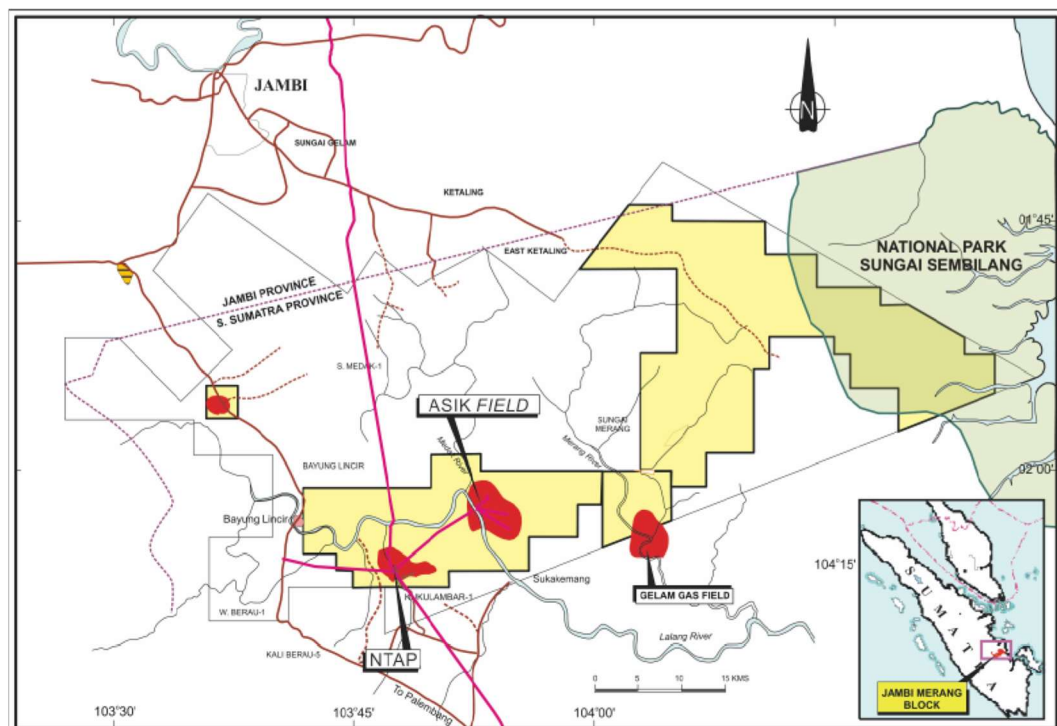 JAMBI
SUNGAI GELAM
N
KETALING
01°45'
EAST KETALING
NATIONAL PARK
SUNGAI SEMBILANG
JAMBI PROVINCE
S. SUMATRA PROVINCE
S. MEDAK-1
ASIK FIELD
SUNGAI
MERANG
Merang River
BAYUNG LINCIR
02°00'
Bayung Lincir
104°15'
Sukakemang
GELAM GAS FIELD
W. BERAU-1
Lalang River
KALI BERAU-5
NTAP
To Palembang
0 5 10 15 KMS
SUMATRA
JAMBI MERANG
BLOCK
103°30'
103°45'
104°00'